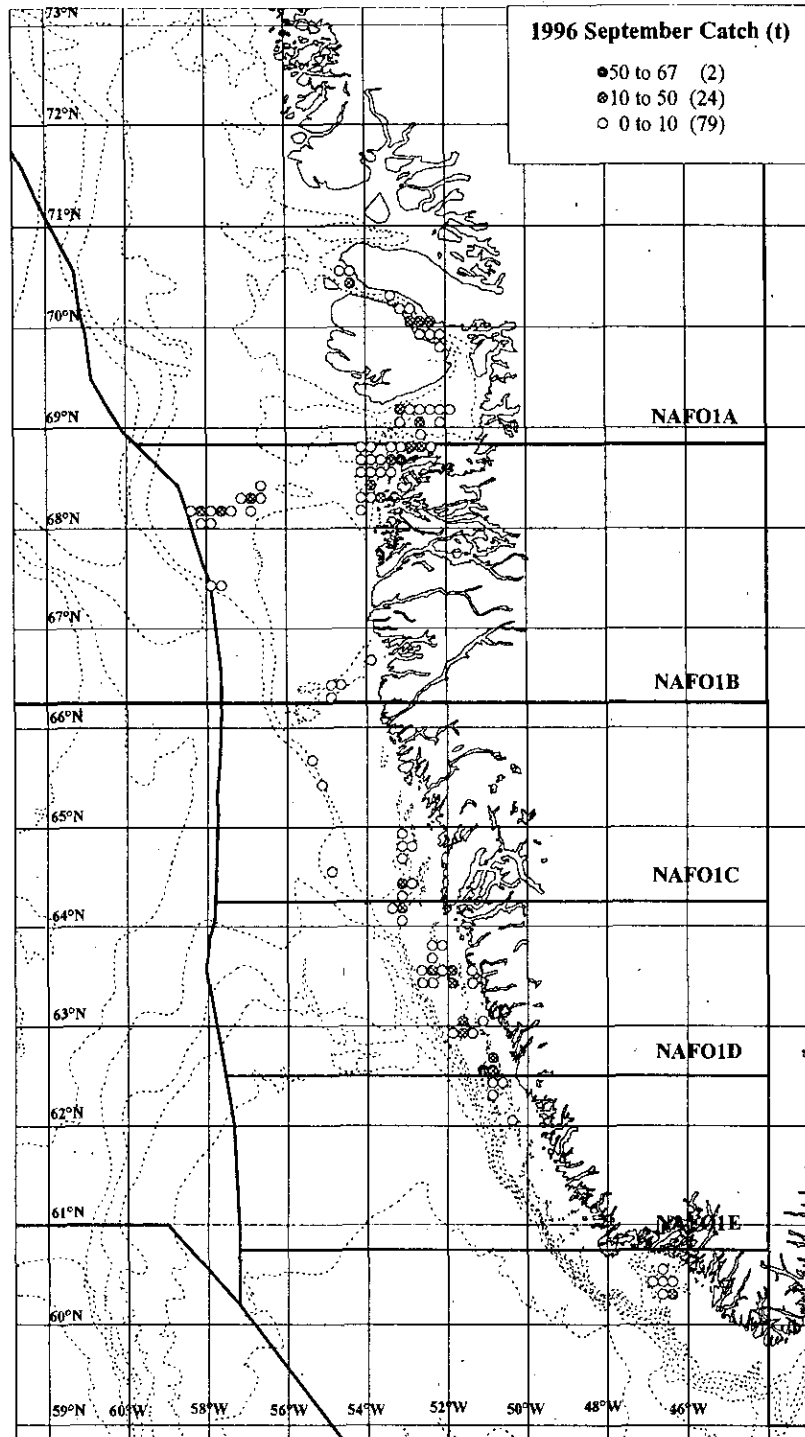 73°N
1996 September Catch (t)
50 to 67 (2)
10 to 50 (24)
0 to 10 (79)
72°N
71°N
70°N
69°N
NAFO1A
68°N
67°N
NAFO1B
66°N
65°N
NAFO1C
64°N
63°N
NAFO1D
62°N
61°N
NAFO1E
60°N
59°N
60°W
58°W
56°W
54°W
52°W
50°W
48°W
46°W